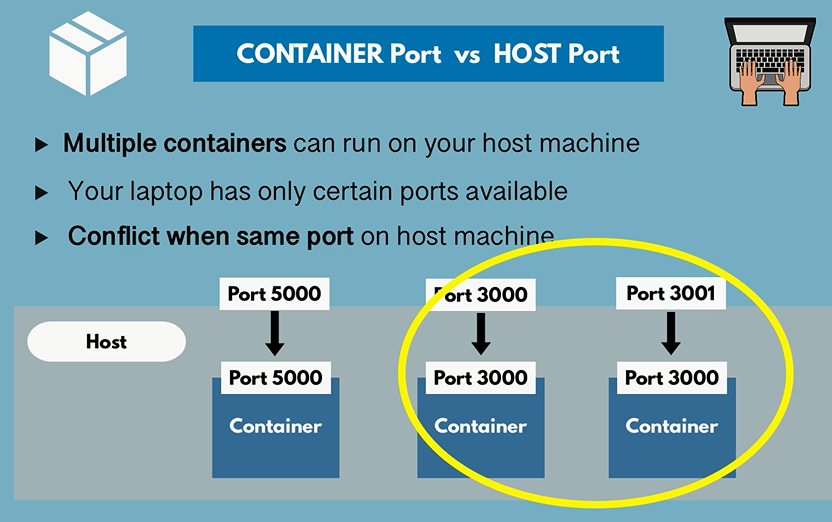 CONTAINER Port vs HOST Port
Multiple containers can run on your host machine
Your laptop has only certain ports available
Conflict when same port on host machine
Port 5000
Port 3000
Port 3001
Host
Port 5000
Port 3000
Port 3000
Container
Container
Container